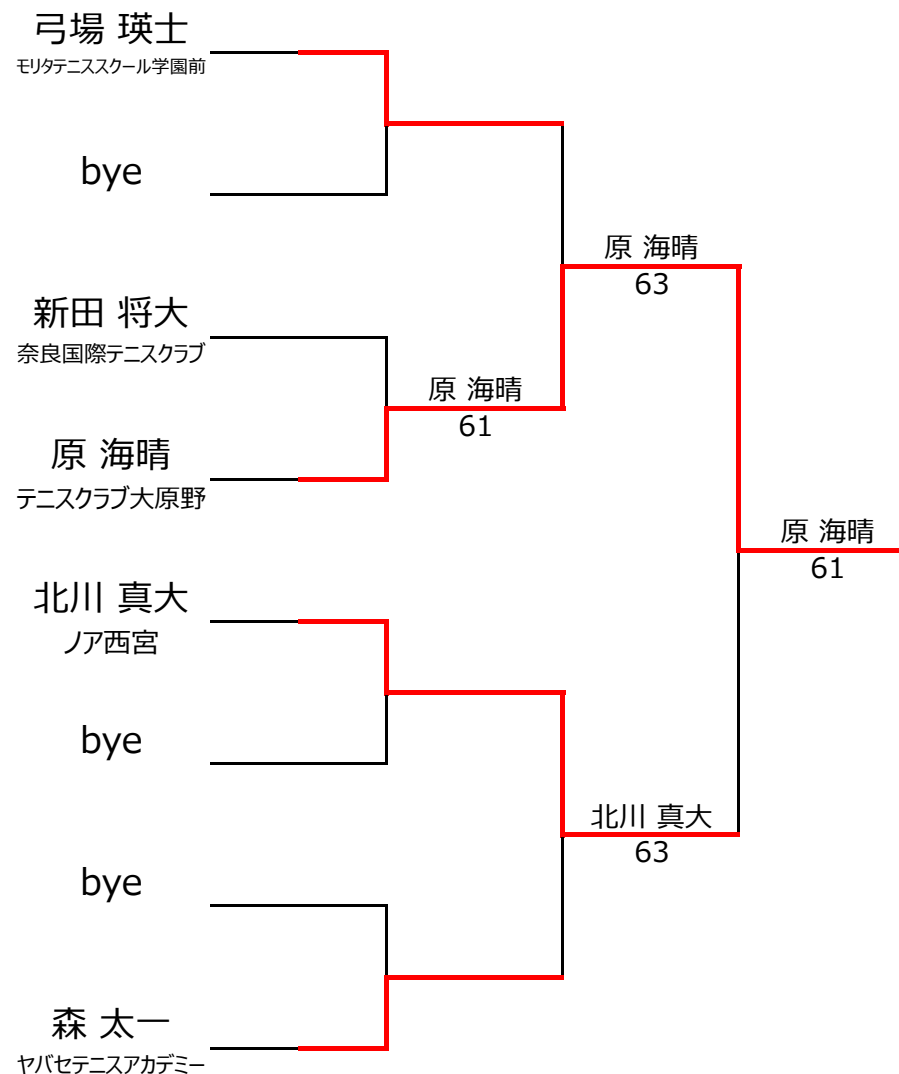 弓場 瑛士
モリタテニススクール学園前
bye
新田 将大
奈良国際テニスクラブ
原 海晴
テニスクラブ大原野
北川 真大
ノア西宮
bye
bye
森 太一
ヤバセテニスアカデミー
原 海晴
61
原 海晴
63
北川 真大
63
原 海晴
61